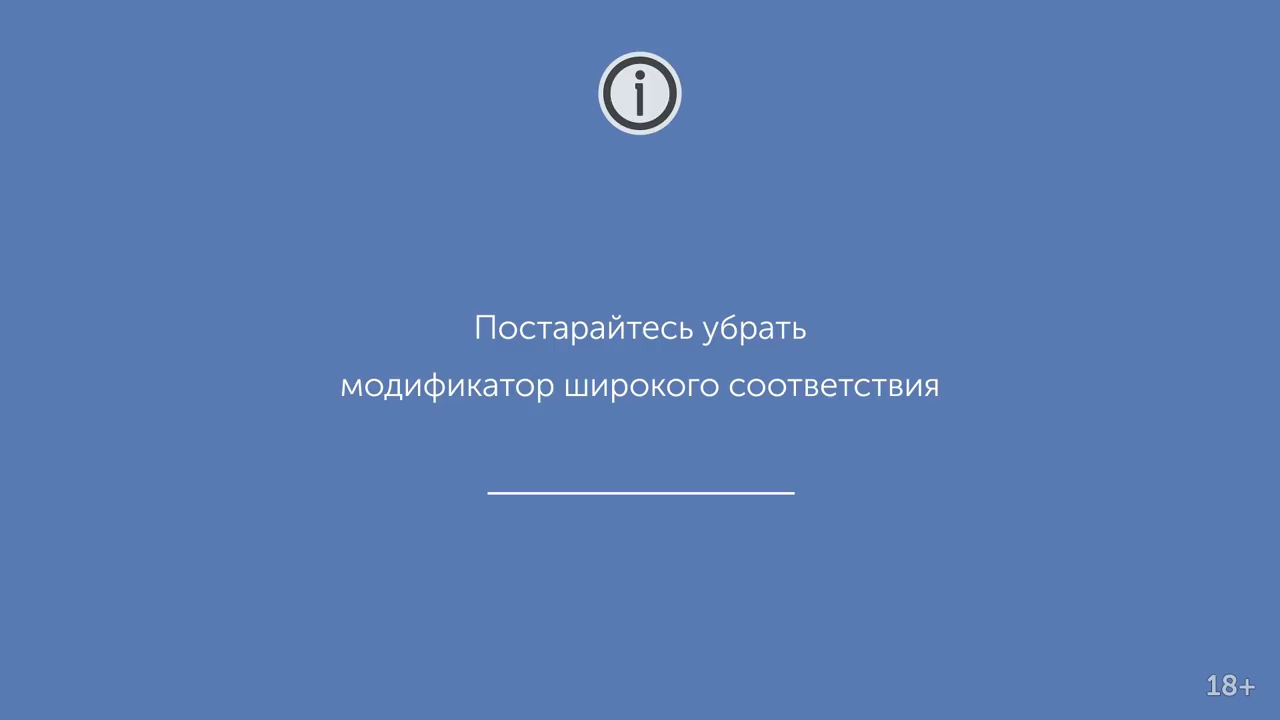 Постарайтесь убрать
модификатор широкого соответствия
18+